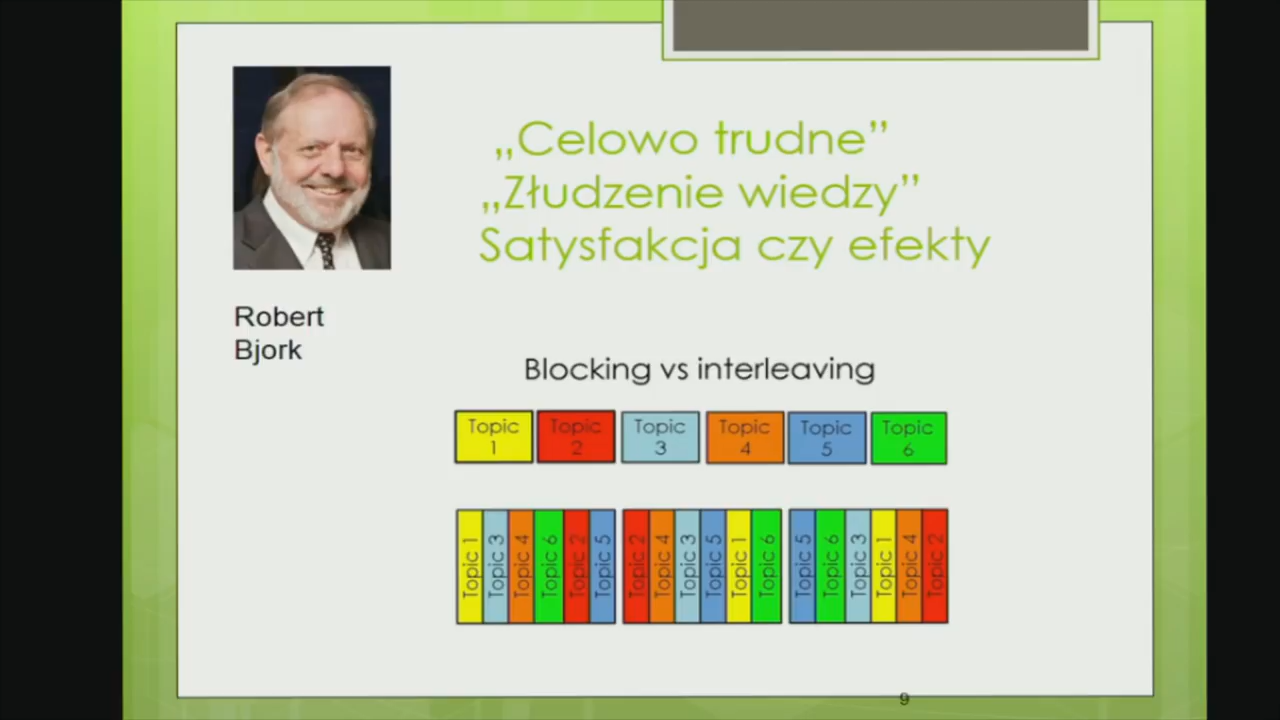 „Celowo trudne”
„Złudzenie wiedzy”
Satysfakcja czy efekty
Robert
Bjork
Blocking vs interleaving
Topic
1
Topic
2
Topic
3
Topic
4
Topic
5
Topic
6
Topic 1
Topic 3
Topic 4
Topic 6
Topic 2
Topic 5
Topic 2
Topic 4
Topic 3
Topic 5
Topic 1
Topic 6
Topic 5
Topic 6
Topic 3
Topic 1
Topic 4
Topic 2
9